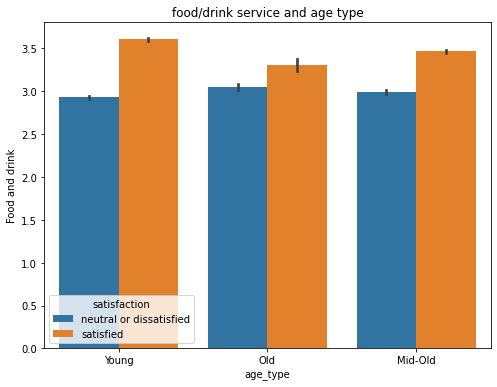 food/drink service and age type
Food and drink
3.5
3.0
2.5
2.0
1.5
1.0
0.5
0.0
satisfaction
neutral or dissatisfied
satisfied
Young
Old
Mid-Old
age_type